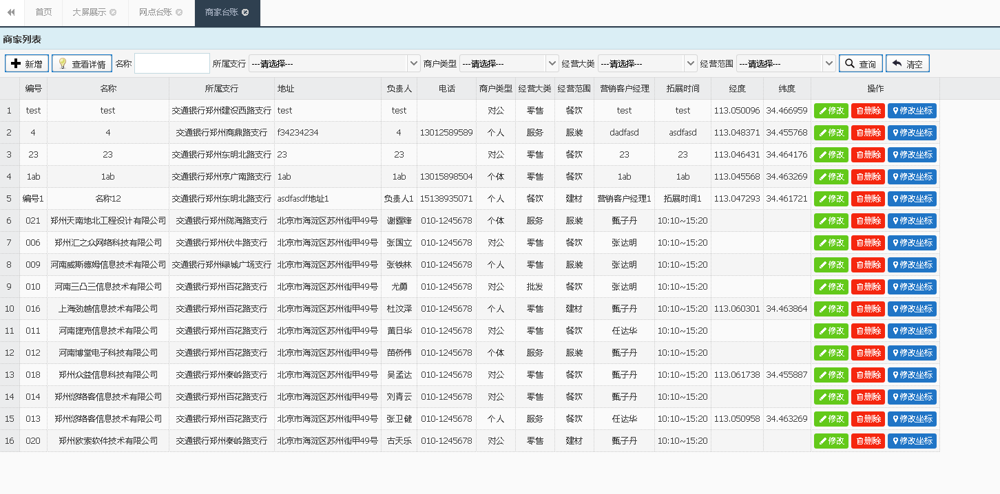 首页 大屏展示 网点台账 商家台账
商家列表
新增 查看详情 名称 所属支行 ---请选择--- 商户类型 ---请选择--- 经营大类 ---请选择--- 经营范围 ---请选择--- 查询 清空
编号 名称 所属支行 地址 负责人 电话 商户类型 经营大类 经营范围 营销客户经理 拓展时间 经度 纬度 操作
1 test test 交通银行郑州建设西路支行 test test 对公 零售 餐饮 test test 113.050096 34.466959 修改 删除 修改坐标
2 4 4 交通银行郑州商鼎路支行 f34234234 4 13012589589 个人 服务 服装 dadfasd asdfasd 113.048371 34.455768 修改 删除 修改坐标
3 23 23 交通银行郑州东明北路支行 23 23 对公 零售 餐饮 23 23 113.046431 34.464176 修改 删除 修改坐标
4 1ab 1ab 交通银行郑州京广南路支行 1ab 1ab 13015898504 个体 零售 餐饮 1ab 1ab 113.045568 34.463269 修改 删除 修改坐标
5 编号1 名称12 交通银行郑州东明北路支行 asdfasdf地址1 负责人1 15138935071 个人 餐饮 建材 营销客户经理1 拓展时间1 113.047293 34.461721 修改 删除 修改坐标
6 021 郑州天南地北工程设计有限公司 交通银行郑州陇海路支行 北京市海淀区苏州街甲49号 谢霆锋 010-1245678 个体 服务 服装 甄子丹 10:10~15:20 修改 删除 修改坐标
7 006 郑州汇之众网络科技有限公司 交通银行郑州伏牛路支行 北京市海淀区苏州街甲49号 张国立 010-1245678 对公 零售 餐饮 张达明 10:10~15:20 修改 删除 修改坐标
8 009 河南威斯德姆信息技术有限公司 交通银行郑州绿城广场支行 北京市海淀区苏州街甲49号 张铁林 010-1245678 个人 零售 服装 张达明 10:10~15:20 修改 删除 修改坐标
9 010 河南三凸三信息技术有限公司 交通银行郑州百花路支行 北京市海淀区苏州街甲49号 尤勇 010-1245678 对公 批发 餐饮 张达明 10:10~15:20 修改 删除 修改坐标
10 016 上海劲越信息技术有限公司 交通银行郑州百花路支行 北京市海淀区苏州街甲49号 杜汶泽 010-1245678 个人 零售 建材 甄子丹 10:10~15:20 113.060301 34.463864 修改 删除 修改坐标
11 011 河南捷克信息技术有限公司 交通银行郑州百花路支行 北京市海淀区苏州街甲49号 黄日华 010-1245678 对公 零售 餐饮 任达华 10:10~15:20 修改 删除 修改坐标
12 012 河南博堂电子科技有限公司 交通银行郑州百花路支行 北京市海淀区苏州街甲49号 苗侨伟 010-1245678 个体 服务 服装 甄子丹 10:10~15:20 修改 删除 修改坐标
13 018 郑州众益信息科技有限公司 交通银行郑州秦岭路支行 北京市海淀区苏州街甲49号 吴孟达 010-1245678 对公 零售 餐饮 甄子丹 10:10~15:20 113.061738 34.455887 修改 删除 修改坐标
14 014 郑州悠络客信息技术有限公司 交通银行郑州百花路支行 北京市海淀区苏州街甲49号 刘青云 010-1245678 对公 零售 餐饮 甄子丹 10:10~15:20 修改 删除 修改坐标
15 013 郑州悠络客信息技术有限公司 交通银行郑州百花路支行 北京市海淀区苏州街甲49号 张卫健 010-1245678 个人 服务 餐饮 任达华 10:10~15:20 113.050958 34.463269 修改 删除 修改坐标
16 020 郑州欧索软件技术有限公司 交通银行郑州秦岭路支行 北京市海淀区苏州街甲49号 古天乐 010-1245678 对公 零售 建材 甄子丹 10:10~15:20 修改 删除 修改坐标